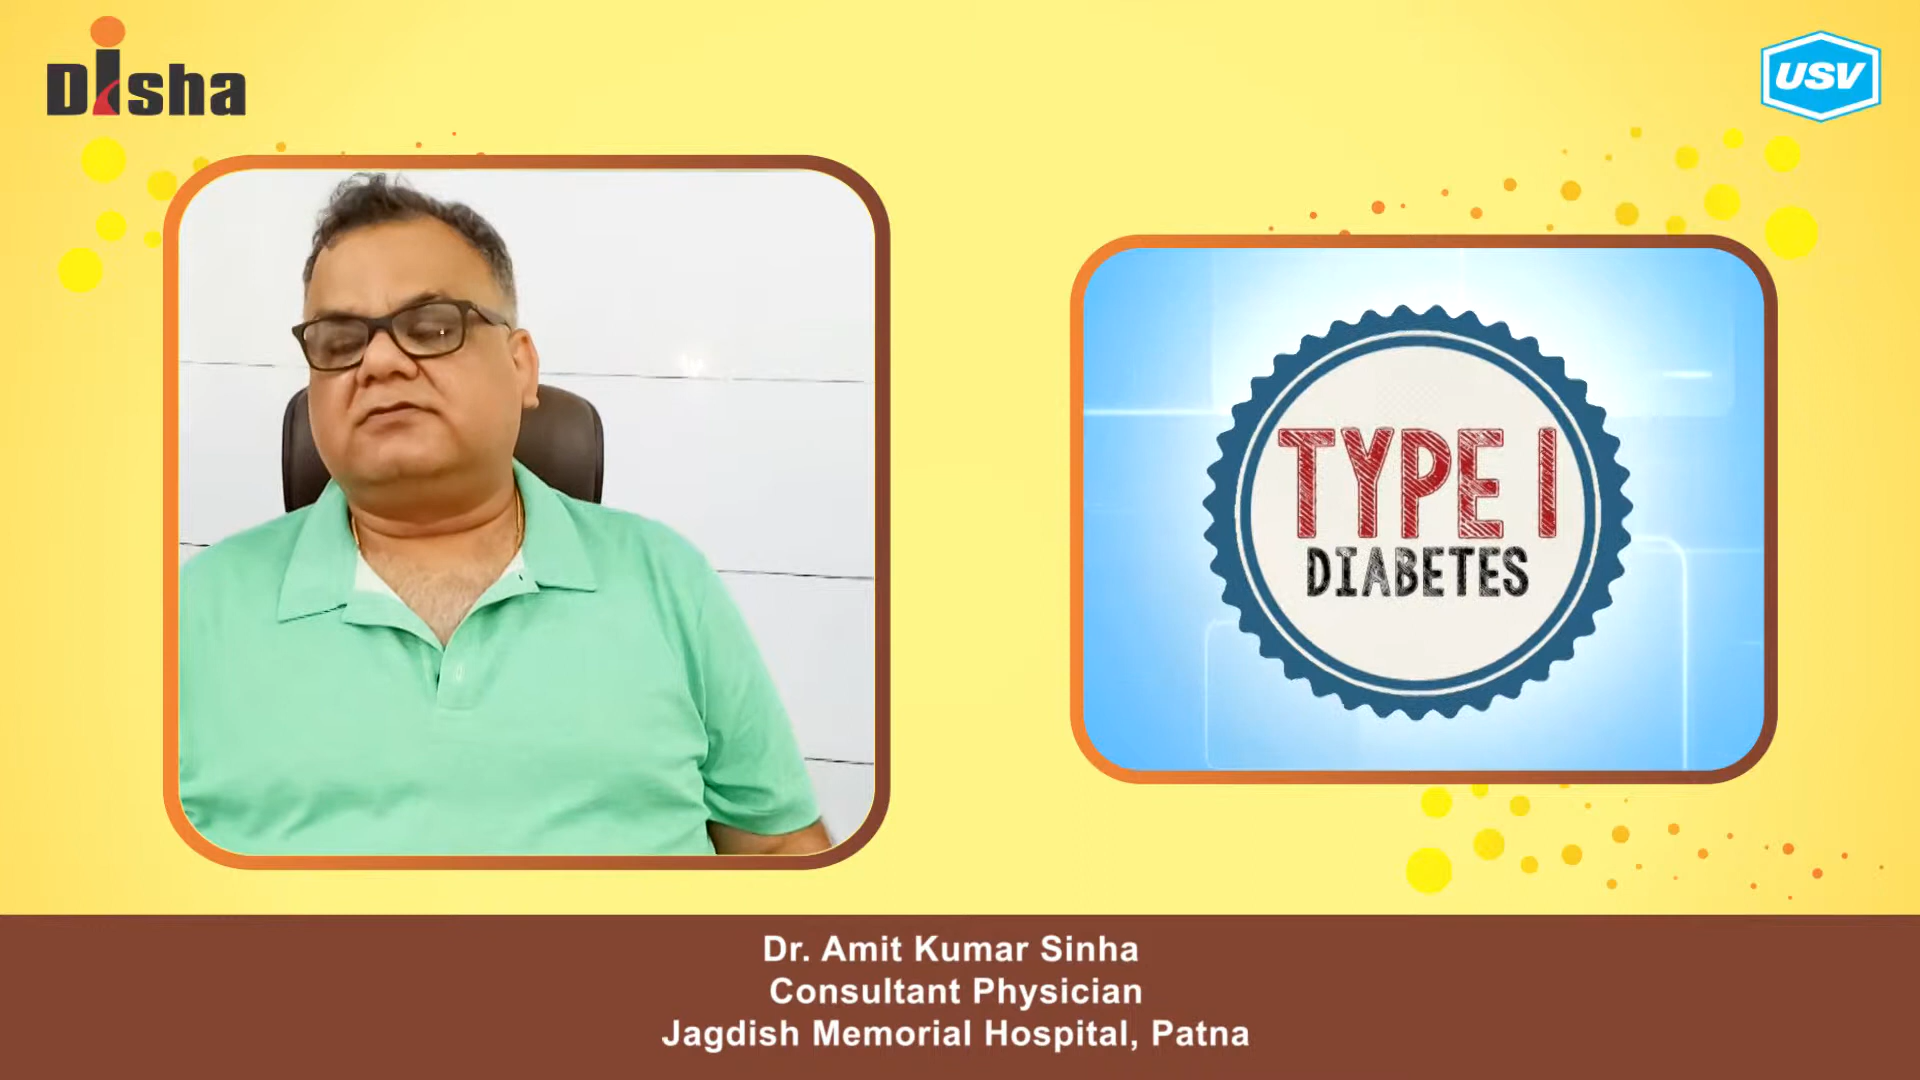 Disha
USV
TYPE I
DIABETES
Dr. Amit Kumar Sinha
Consultant Physician
Jagdish Memorial Hospital, Patna